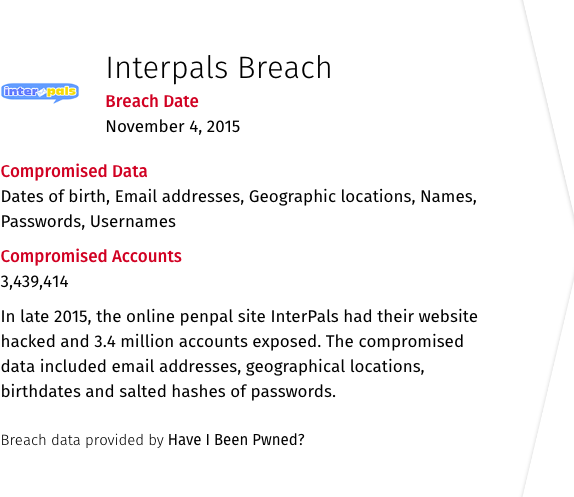 interpals
Interpals Breach
Breach Date
November 4, 2015
Compromised Data
Dates of birth, Email addresses, Geographic locations, Names,
Passwords, Usernames
Compromised Accounts
3,439,414
In late 2015, the online penpal site InterPals had their website
hacked and 3.4 million accounts exposed. The compromised
data included email addresses, geographical locations,
birthdates and salted hashes of passwords.
Breach data provided by Have I Been Pwned?